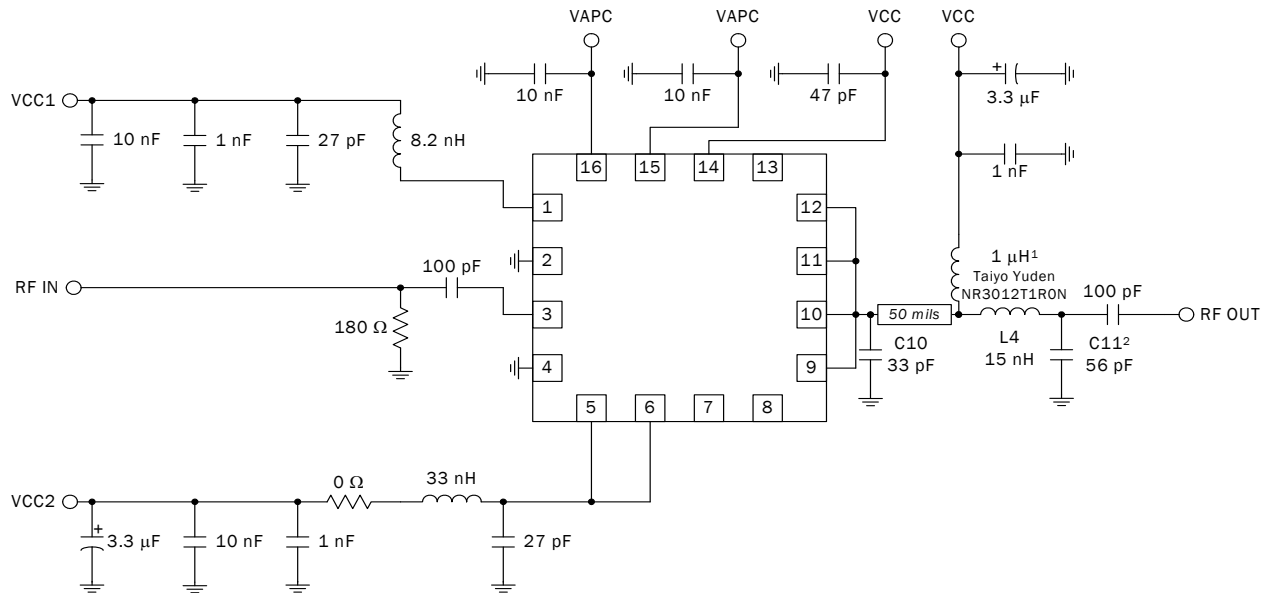 VAPC
VAPC
VCC
VCC
10 nF
10 nF
47 pF
+
3.3 µF
VCC1
10 nF
1 nF
27 pF
8.2 nH
1 nF
16
15
14
13
1
12
2
11
3
10
4
9
5
6
7
8
RF IN
100 pF
180 Ω
1 µH¹
Taiyo Yuden
NR3012T1R0N
50 mils
100 pF
RF OUT
C10
33 pF
L4
15 nH
C11²
56 pF
VCC2
0 Ω
33 nH
+
3.3 µF
10 nF
1 nF
27 pF